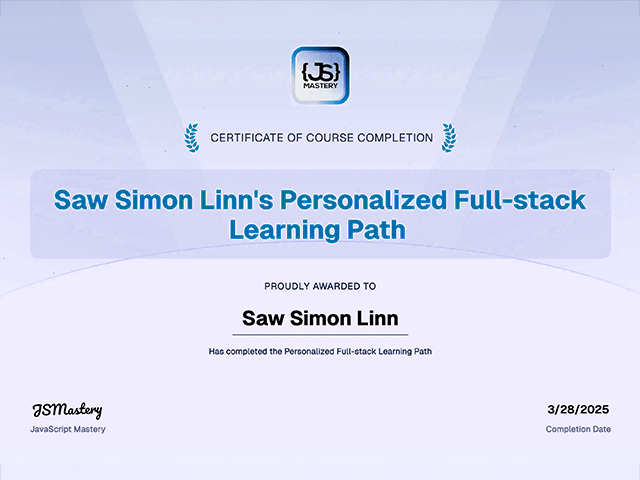 {JS}
MASTERY
CERTIFICATE OF COURSE COMPLETION
Saw Simon Linn's Personalized Full-stack
Learning Path
PROUDLY AWARDED TO
Saw Simon Linn
Has completed the Personalized Full-stack Learning Path
JSMastery
JavaScript Mastery
3/28/2025
Completion Date